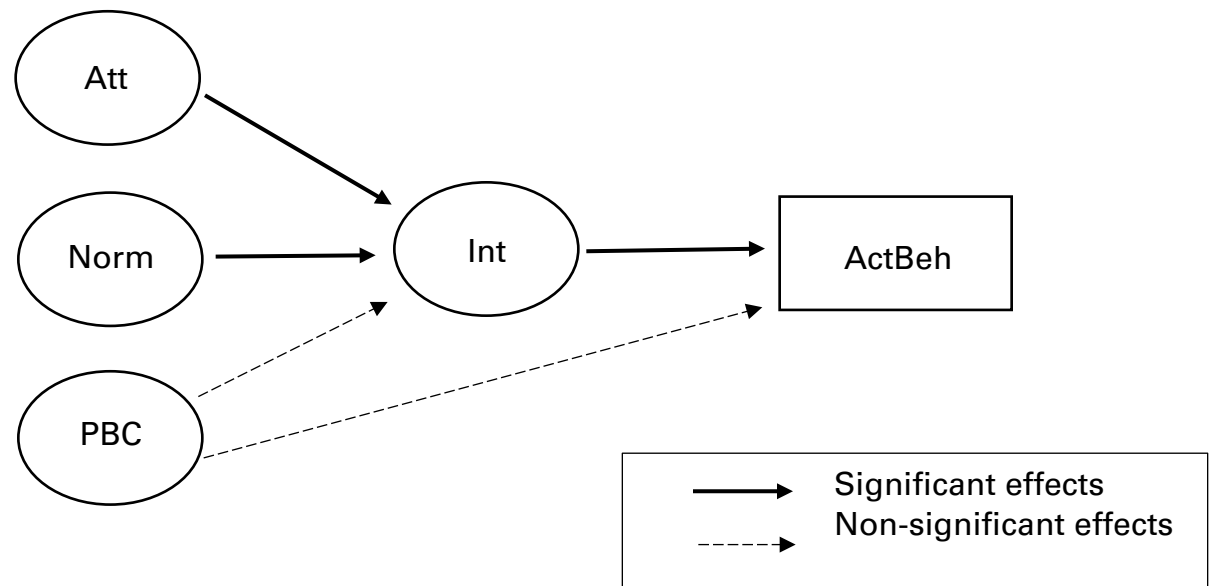 Att
Norm
Int
ActBeh
PBC
Significant effects
Non-significant effects